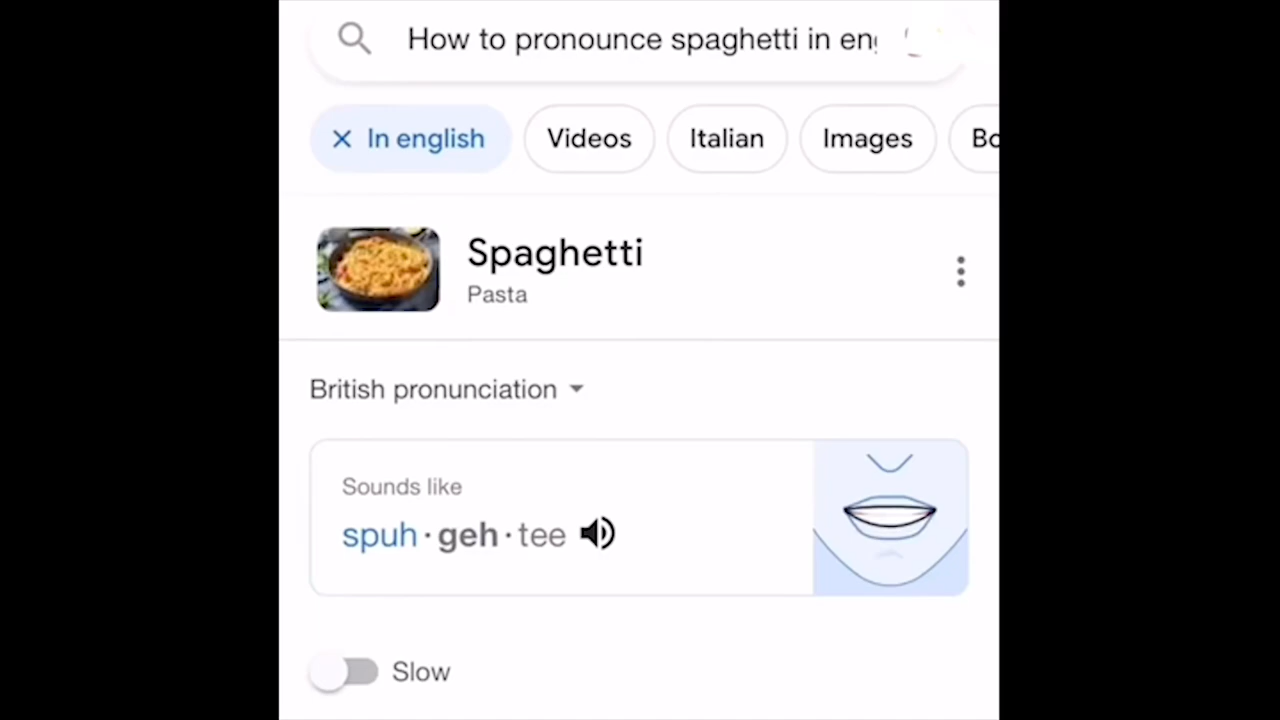 How to pronounce spaghetti in
In english
Videos
Italian
Images
Spaghetti
Pasta
British pronunciation
Sounds like
spuh · geh · tee
Slow